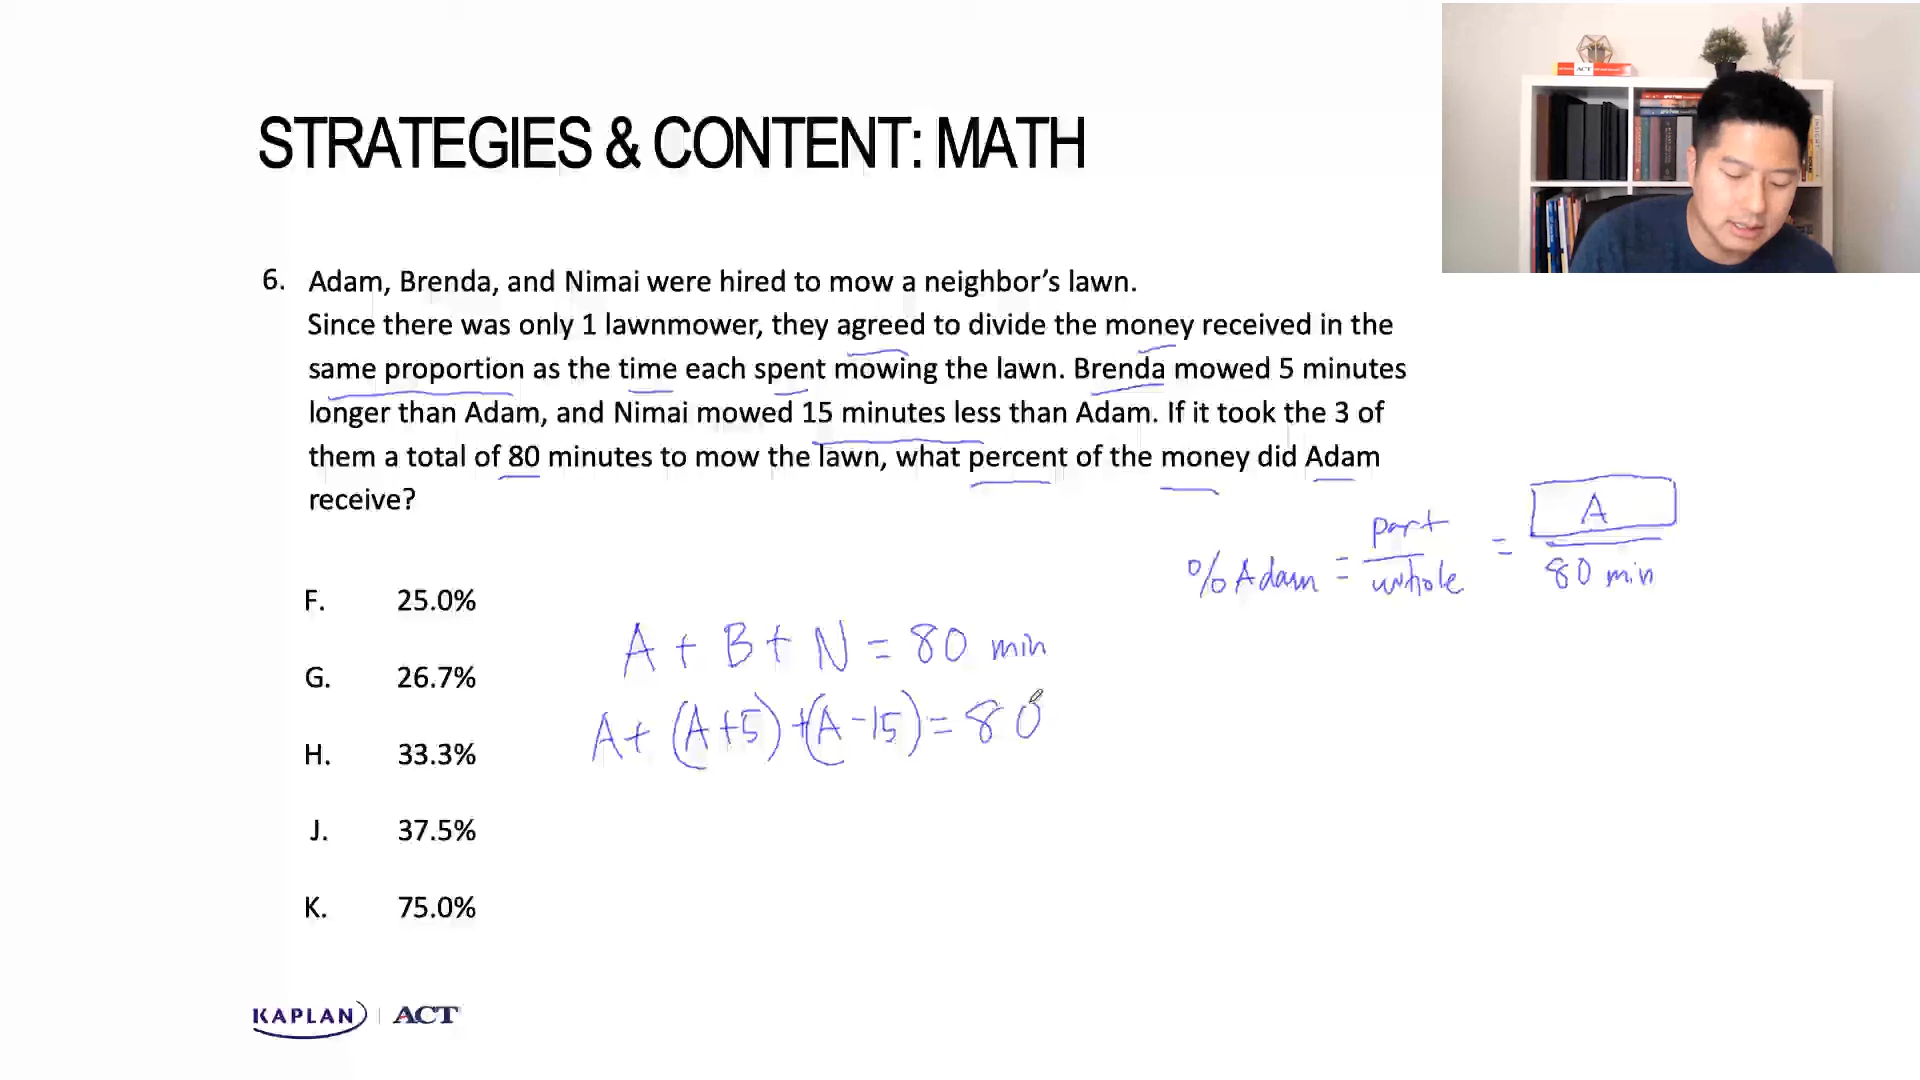 STRATEGIES & CONTENT: MATH
6. Adam, Brenda, and Nimai were hired to mow a neighbor's lawn.
Since there was only 1 lawnmower, they agreed to divide the money received in the
same proportion as the time each spent mowing the lawn. Brenda mowed 5 minutes
longer than Adam, and Nimai mowed 15 minutes less than Adam. If it took the 3 of
them a total of 80 minutes to mow the lawn, what percent of the money did Adam
receive?
% Adam = part / whole = A / 80 min
F. 25.0%
G. 26.7%
H. 33.3%
J. 37.5%
K. 75.0%
A + B + N = 80 min
A + (A + 5) + (A - 15) = 80
KAPLAN | ACT
ACT